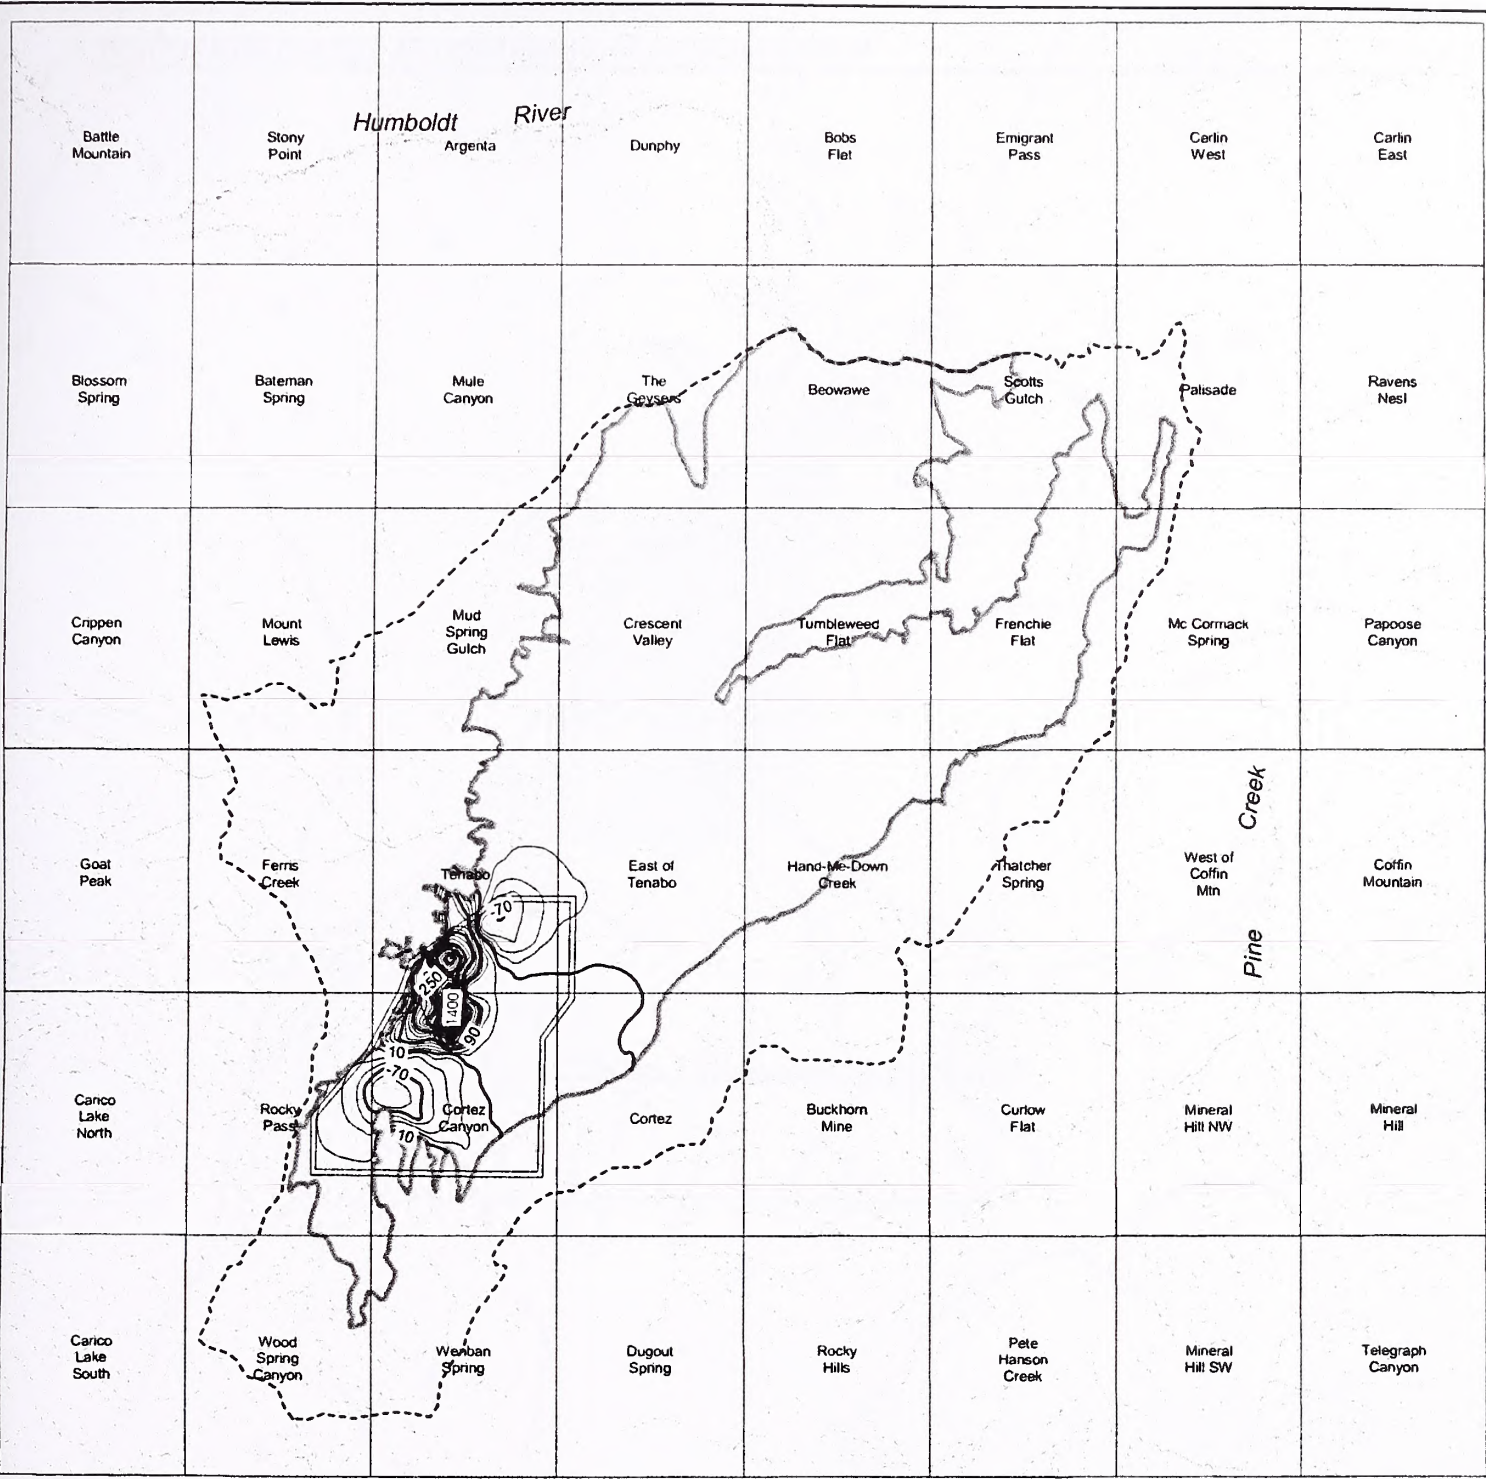 Humboldt River
Battle
Mountain
Stony
Point
Argenta
Dunphy
Bobs
Flat
Emigrant
Pass
Carlin
West
Carlin
East
Blossom
Spring
Bateman
Spring
Mule
Canyon
The
Geysers
Beowawe
Scotts
Gulch
Palisade
Ravens
Nest
Crippen
Canyon
Mount
Lewis
Mud
Spring
Gulch
Crescent
Valley
Tumbleweed
Flat
Frenchie
Flat
Mc Cormack
Spring
Papoose
Canyon
Goat
Peak
Ferris
Creek
Tenabo
East of
Tenabo
Hand-Me-Down
Creek
Thatcher
Spring
West of
Coffin
Mtn
Coffin
Mountain
Pine Creek
-70
250
1400
90
10
-70
10
Carico
Lake
North
Rocky
Pass
Cortez
Canyon
Cortez
Buckhorn
Mine
Curlow
Flat
Mineral
Hill NW
Mineral
Hill
Carico
Lake
South
Wood
Spring
Canyon
Wenban
Spring
Dugout
Spring
Rocky
Hills
Pete
Hanson
Creek
Mineral
Hill SW
Telegraph
Canyon